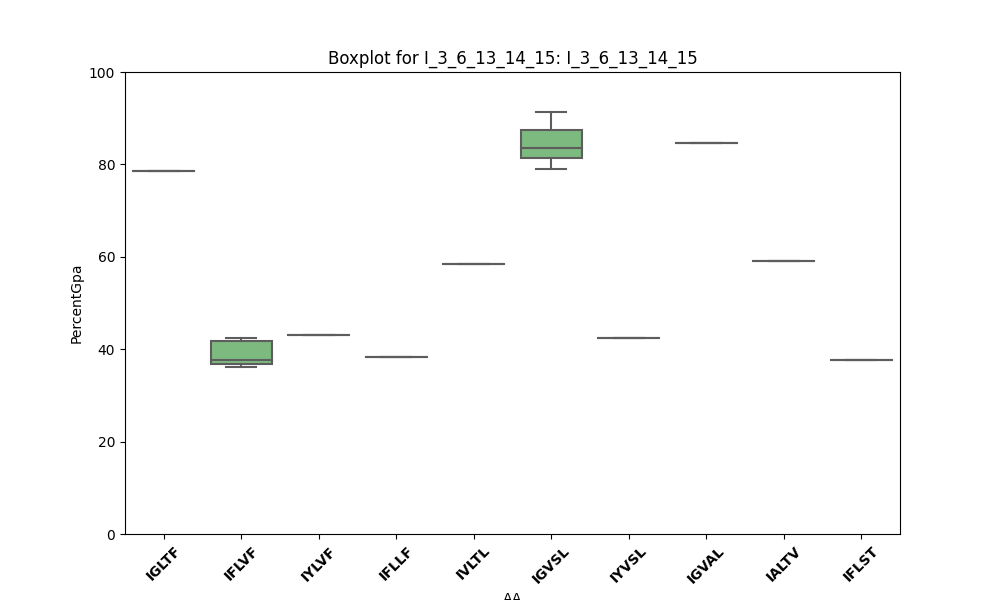 Boxplot for I_3_6_13_14_15: I_3_6_13_14_15
100
80
60
40
20
0
PercentGpa
IGLTF
IFLVF
IYLVF
IFLLF
IVLTL
IGVSL
IYVSL
IGVAL
IALTV
IFLST
AA